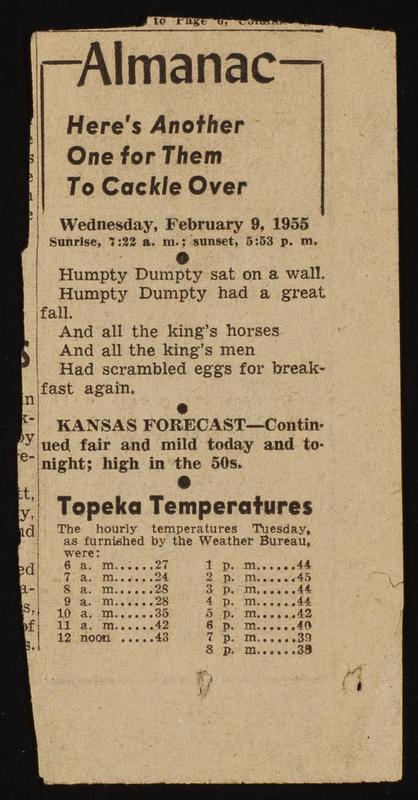 to Page 6,
Almanac
Here's Another
One for Them
To Cackle Over
Wednesday, February 9, 1955
Sunrise, 7:22 a. m.; sunset, 5:53 p. m.
Humpty Dumpty sat on a wall.
Humpty Dumpty had a great
fall.
And all the king's horses
And all the king's men
Had scrambled eggs for break-
fast again.
KANSAS FORECAST—Contin-
ued fair and mild today and to-
night; high in the 50s.
Topeka Temperatures
The hourly temperatures Tuesday,
as furnished by the Weather Bureau,
were:
6 a. m......27
7 a. m......24
8 a. m......28
9 a. m......28
10 a. m......35
11 a. m......42
12 noon .....43
1 p. m......44
2 p. m......45
3 p. m......44
4 p. m......44
5 p. m......42
6 p. m......40
7 p. m......39
8 p. m......38